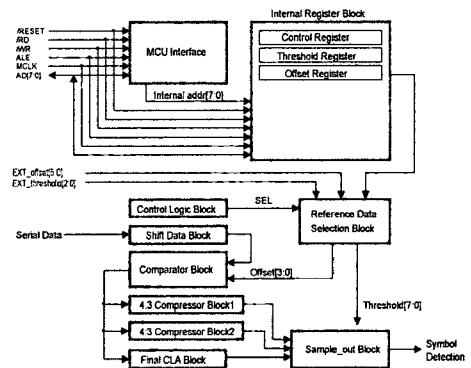 Internal Register Block
/RESET
/RD
/WR
ALE
MCLK
AD[7:0]
MCU Interface
Control Register
Threshold Register
Offset Register
Internal addr[7:0]
EXT_offset[5:0]
EXT_threshold[2:0]
Control Logic Block
SEL
Reference Data
Selection Block
Serial Data
Shift Data Block
Comparator Block
Offset[3:0]
Threshold[7:0]
4:3 Compressor Block1
4:3 Compressor Block2
Final CLA Block
Sample_out Block
Symbol
Detection